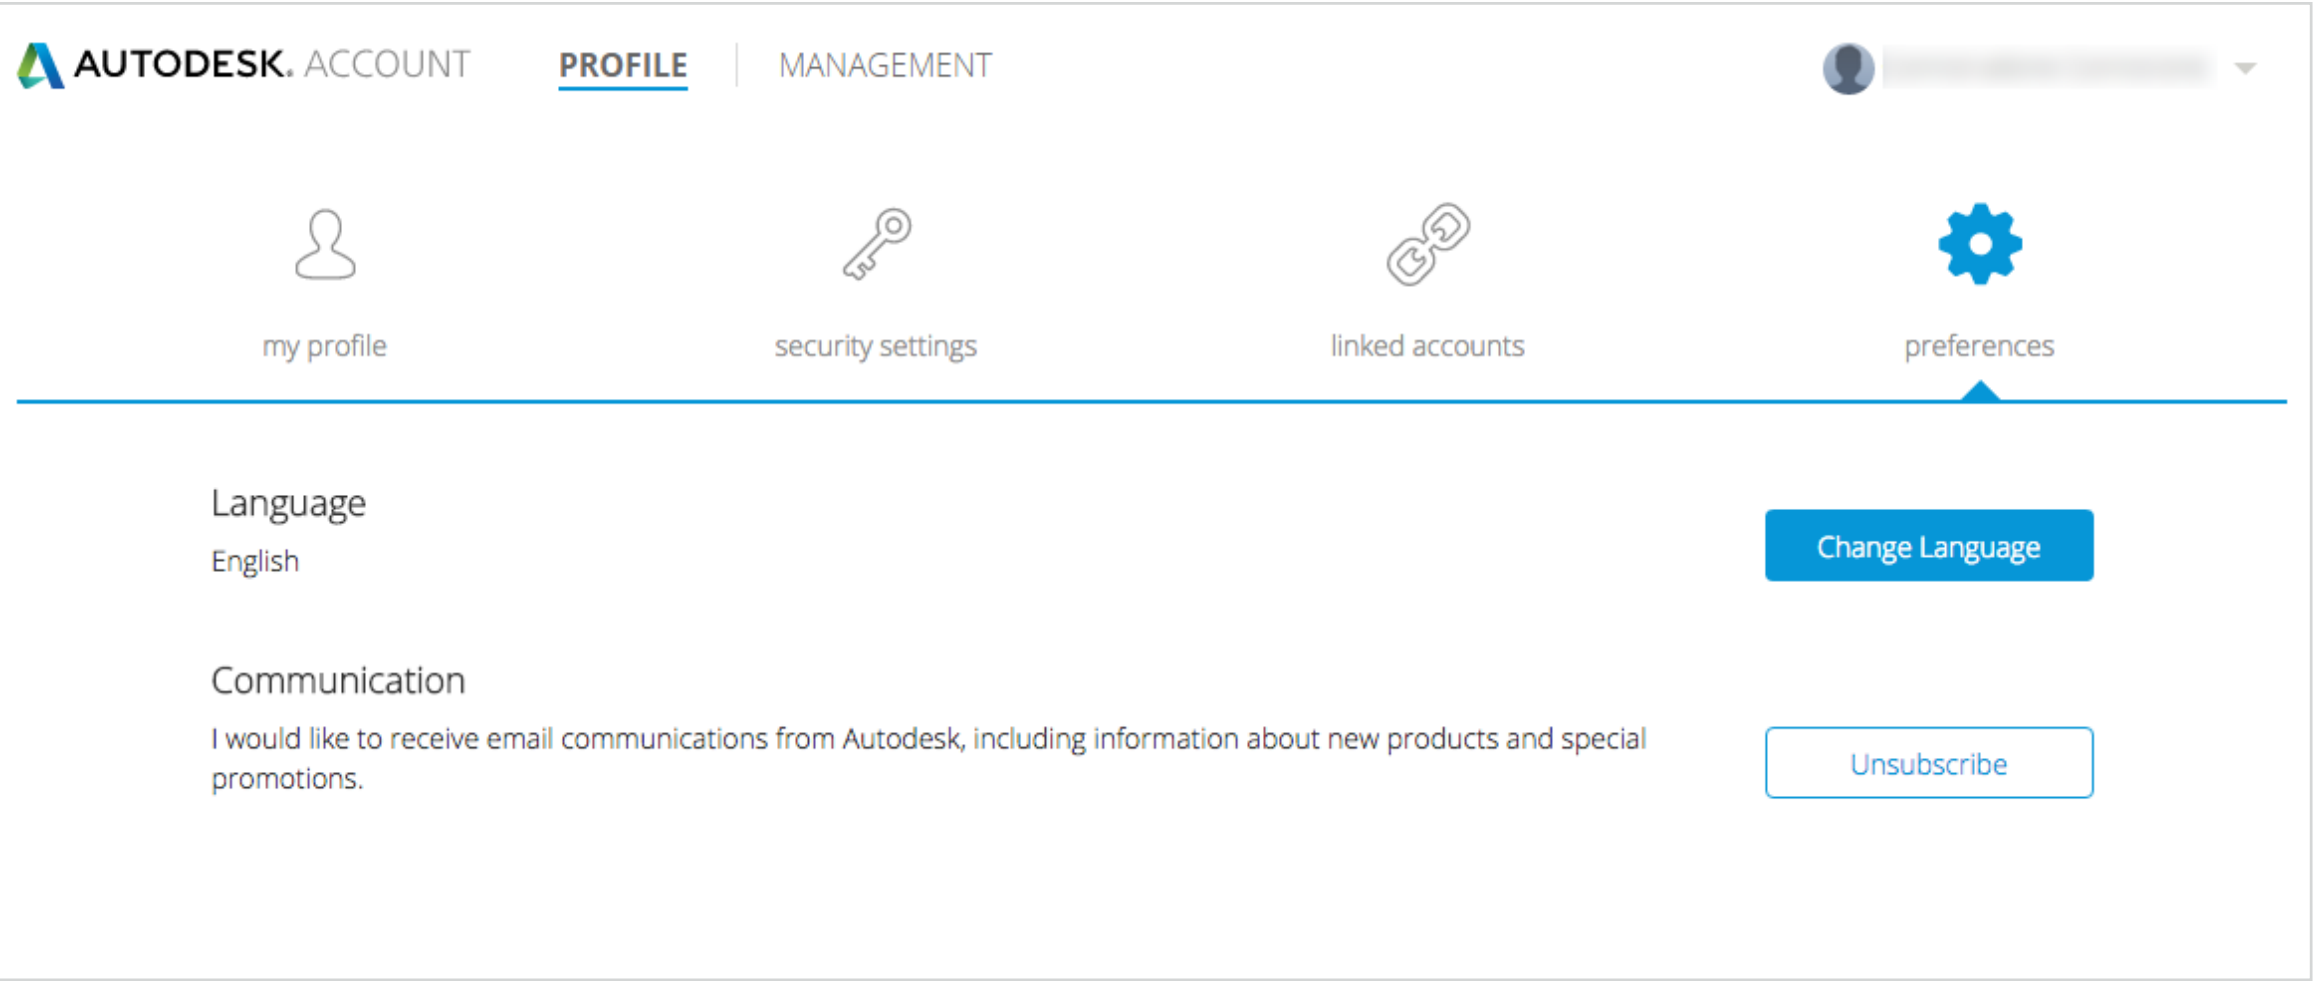 AUTODESK. ACCOUNT PROFILE MANAGEMENT
my profile security settings linked accounts preferences
Language
English
Change Language
Communication
I would like to receive email communications from Autodesk, including information about new products and special
promotions.
Unsubscribe